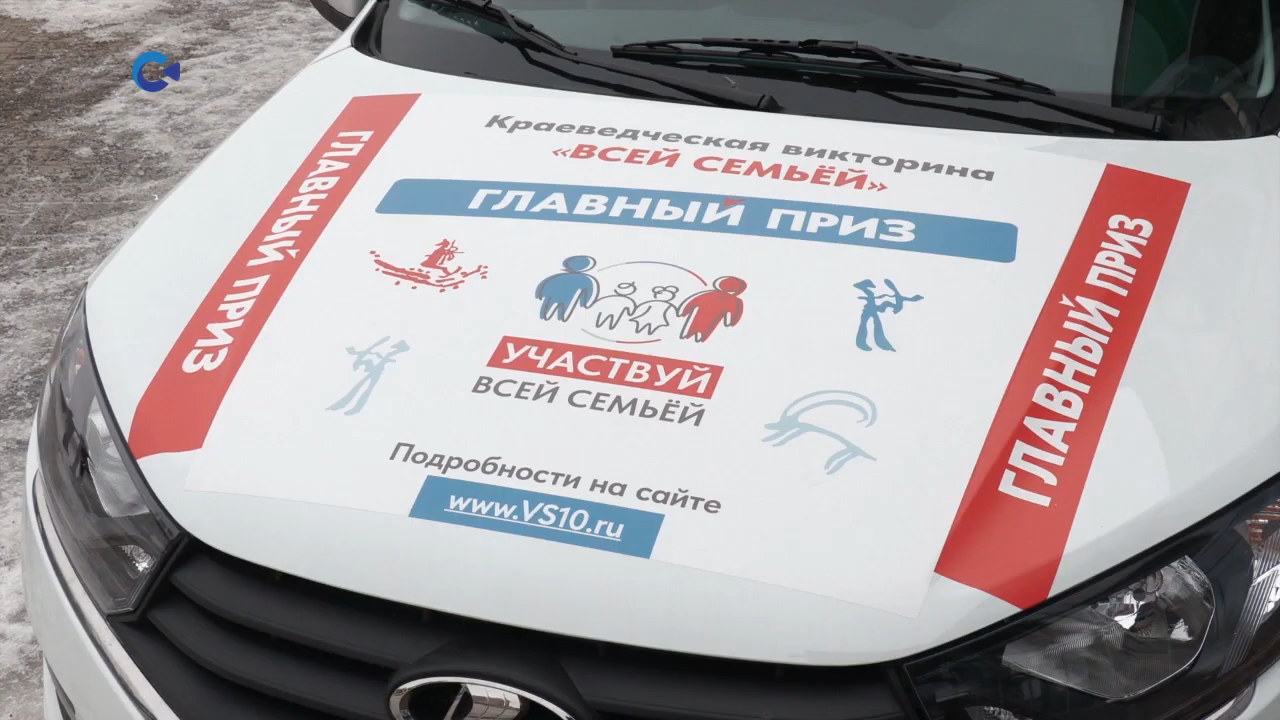 Краеведческая викторина
«ВСЕЙ СЕМЬЁЙ»
ГЛАВНЫЙ ПРИЗ
ГЛАВНЫЙ ПРИЗ
ГЛАВНЫЙ ПРИЗ
УЧАСТВУЙ
ВСЕЙ СЕМЬЁЙ
Подробности на сайте
www.VS10.ru